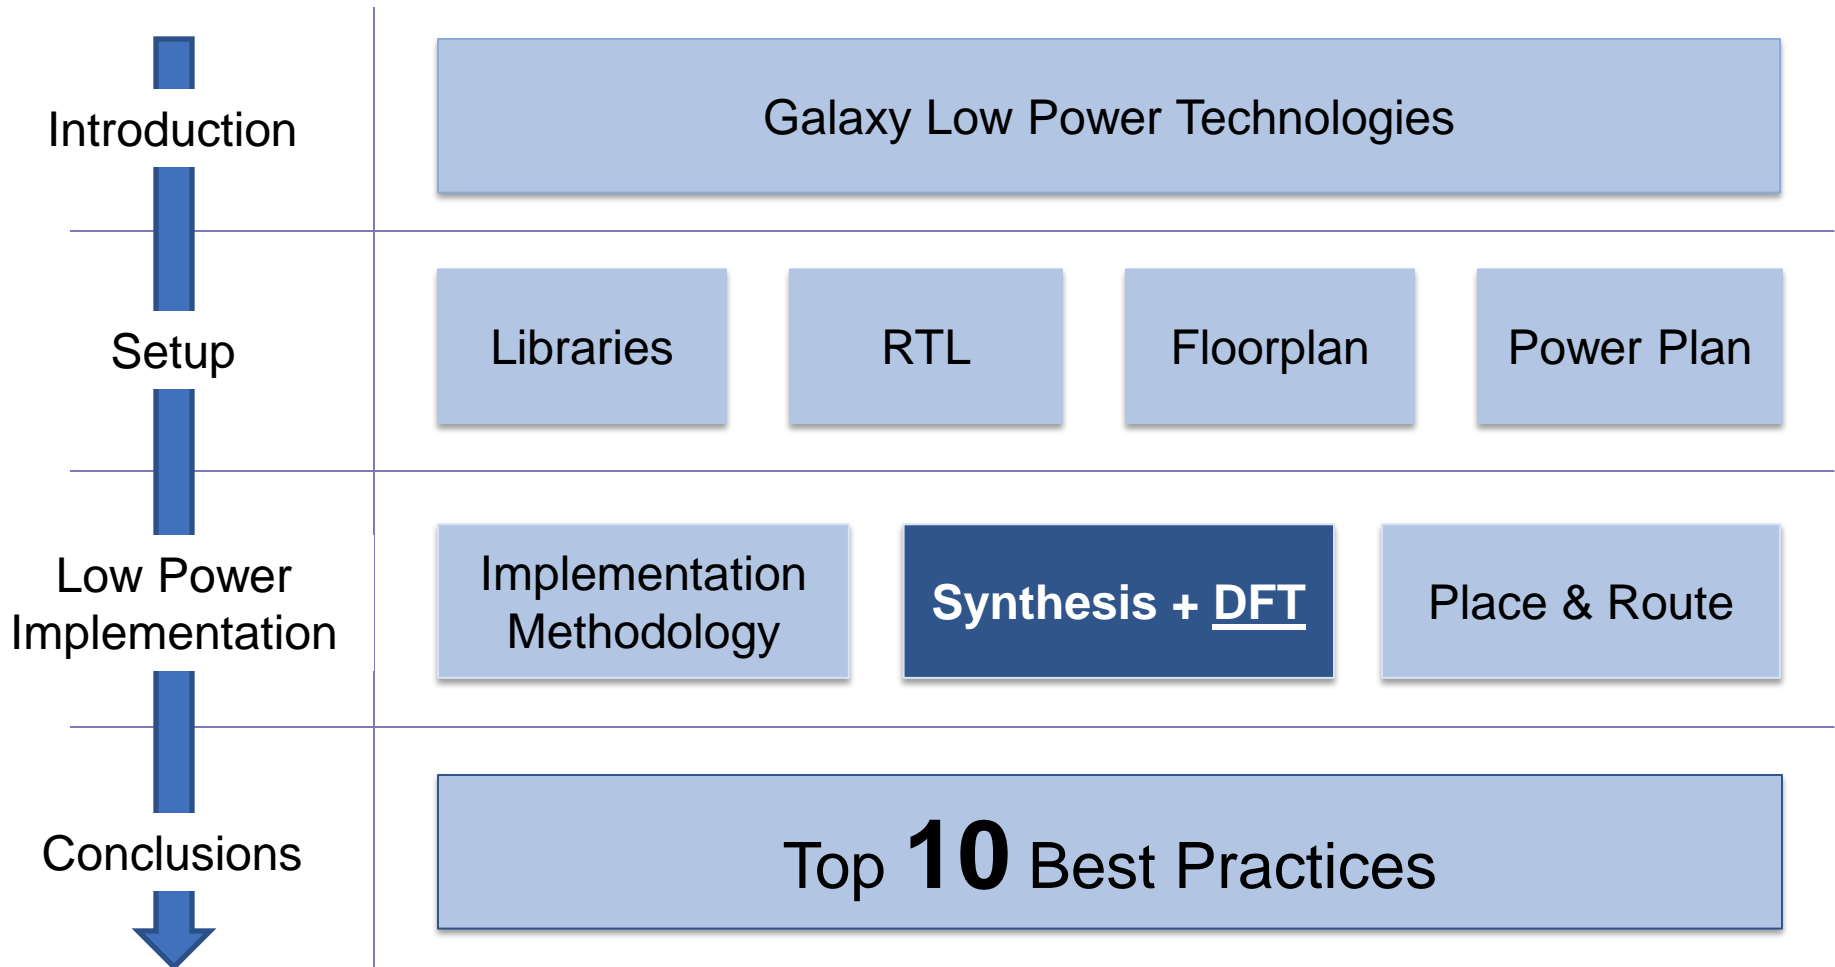 Introduction
Galaxy Low Power Technologies
Setup
Libraries
RTL
Floorplan
Power Plan
Low Power
Implementation
Implementation
Methodology
Synthesis + DFT
Place & Route
Conclusions
Top 10 Best Practices